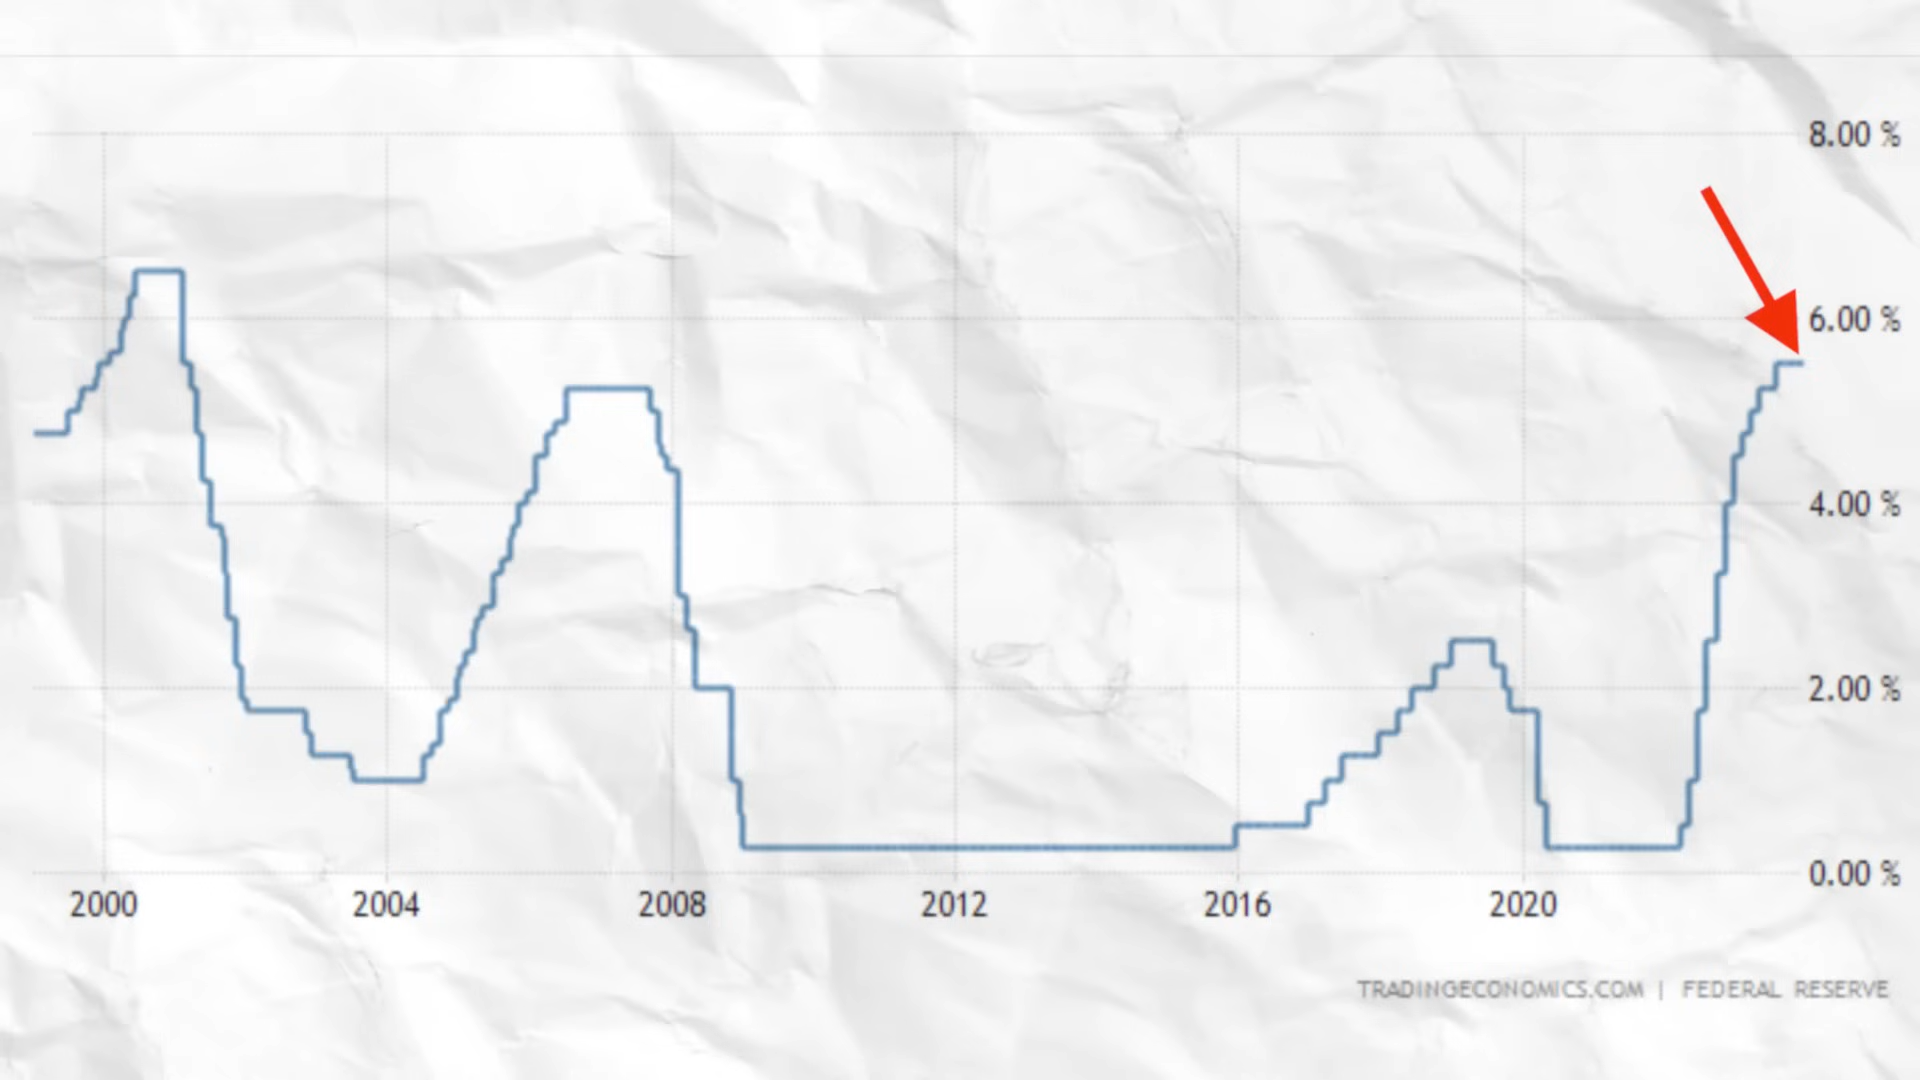 8.00 %
6.00 %
4.00 %
2.00 %
0.00 %
2000 2004 2008 2012 2016 2020
TRADINGECONOMICS.COM | FEDERAL RESERVE